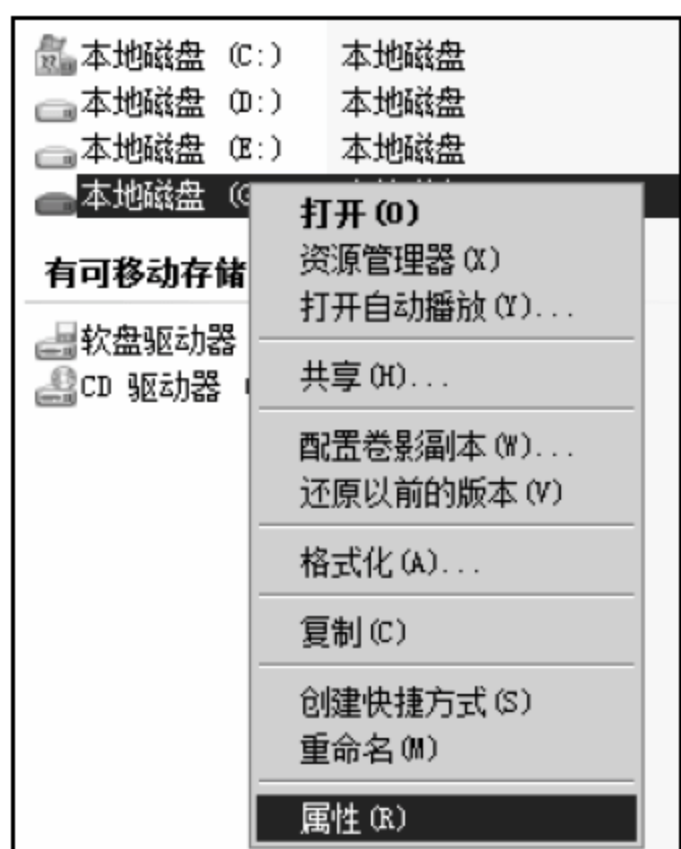 本地磁盘 (C:) 本地磁盘
本地磁盘 (D:) 本地磁盘
本地磁盘 (E:) 本地磁盘
本地磁盘
有可移动存储
软盘驱动器
CD 驱动器
打开(O)
资源管理器(X)
打开自动播放(Y)...
共享(H)...
配置卷影副本(W)...
还原以前的版本(V)
格式化(A)...
复制(C)
创建快捷方式(S)
重命名(M)
属性(R)